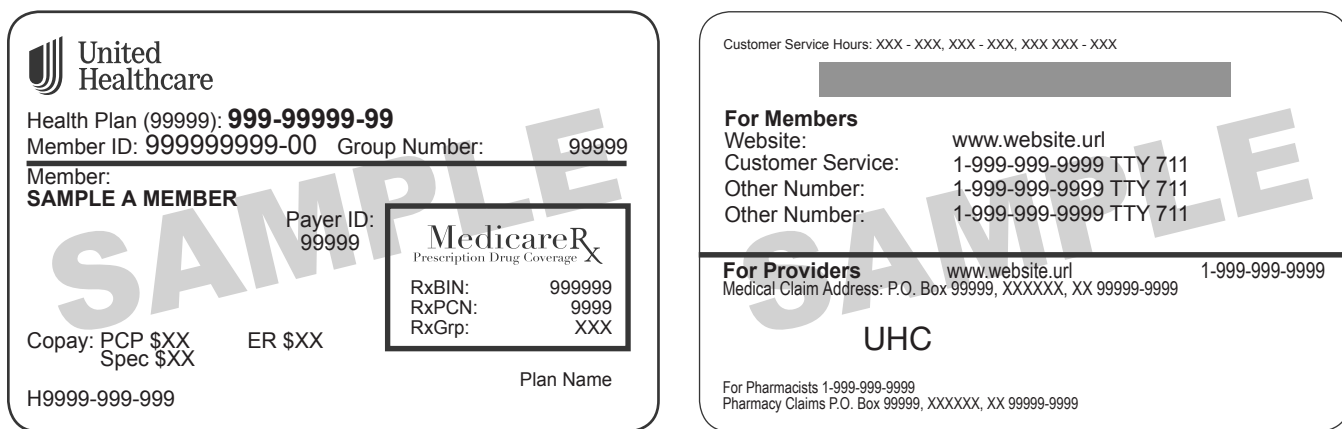 United
Healthcare
Health Plan (99999): 999-99999-99
Member ID: 999999999-00 Group Number: 99999
Member:
SAMPLE A MEMBER
Payer ID:
99999
MedicareRx
Prescription Drug Coverage
RxBIN: 999999
RxPCN: 9999
RxGrp: XXX
Copay: PCP $XX ER $XX
Spec $XX
Plan Name
H9999-999-999
SAMPLE
Customer Service Hours: XXX - XXX, XXX - XXX, XXX XXX - XXX
For Members
Website: www.website.url
Customer Service: 1-999-999-9999 TTY 711
Other Number: 1-999-999-9999 TTY 711
Other Number: 1-999-999-9999 TTY 711
For Providers www.website.url 1-999-999-9999
Medical Claim Address: P.O. Box 99999, XXXXXX, XX 99999-9999
UHC
For Pharmacists 1-999-999-9999
Pharmacy Claims P.O. Box 99999, XXXXXX, XX 99999-9999
SAMPLE